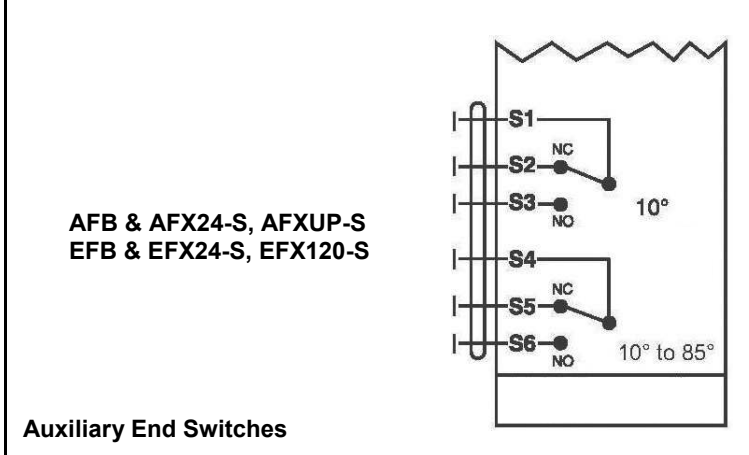 S1
NC
S2
S3
NO
10°
AFB & AFX24-S, AFXUP-S
EFB & EFX24-S, EFX120-S
S4
NC
S5
S6
NO
10° to 85°
Auxiliary End Switches